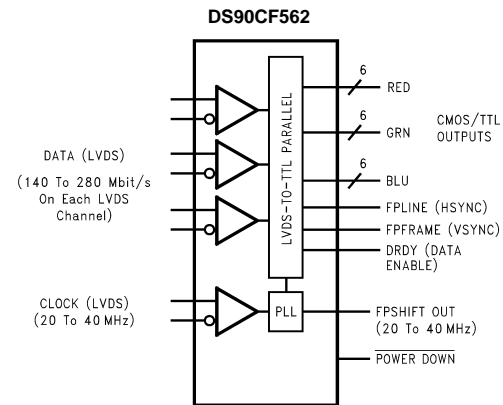 DS90CF562
6
RED
6
GRN
CMOS/TTL
OUTPUTS
LVDS-TO-TTL PARALLEL
DATA (LVDS)
(140 To 280 Mbit/s
On Each LVDS
Channel)
6
BLU
FPLINE (HSYNC)
FPFRAME (VSYNC)
DRDY (DATA
ENABLE)
CLOCK (LVDS)
(20 To 40 MHz)
PLL
FPSHIFT OUT
(20 To 40 MHz)
POWER DOWN